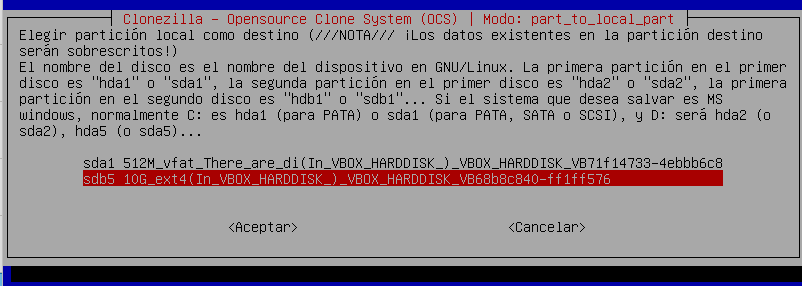 Clonezilla - Opensource Clone System (OCS) | Modo: part_to_local_part
Elegir partición local como destino (///NOTA/// ¡Los datos existentes en la partición destino
serán sobrescritos!)
El nombre del disco es el nombre del dispositivo en GNU/Linux. La primera partición en el primer
disco es "hda1" o "sda1", la segunda partición en el primer disco es "hda2" o "sda2", la primera
partición en el segundo disco es "hdb1" o "sdb1"... Si el sistema que desea salvar es MS
windows, normalmente C: es hda1 (para PATA) o sda1 (para PATA, SATA o SCSI), y D: será hda2 (o
sda2), hda5 (o sda5)...
sda1 512M_vfat_There_are_di(In_VBOX_HARDDISK_)_VBOX_HARDDISK_VB71f14733-4ebbb6c8
sdb5 10G_ext4(In_VBOX_HARDDISK_)_VBOX_HARDDISK_VB68b8c840-ff1ff576
<Aceptar> <Cancelar>